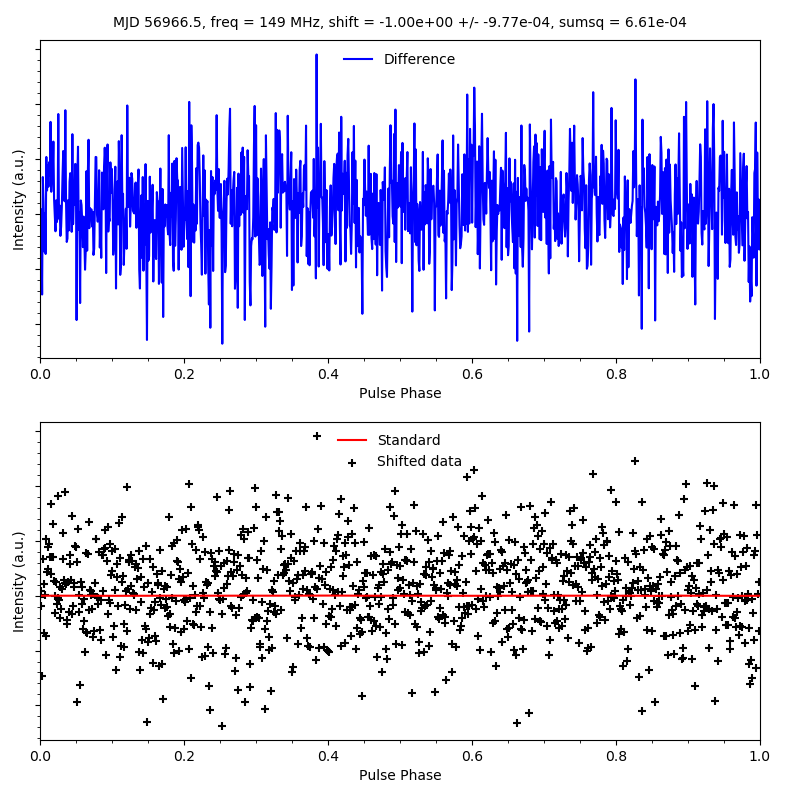 MJD 56966.5, freq = 149 MHz, shift = -1.00e+00 +/- -9.77e-04, sumsq = 6.61e-04
Difference
Intensity (a.u.)
0.0 0.2 0.4 0.6 0.8 1.0
Pulse Phase
Standard
Shifted data
Intensity (a.u.)
0.0 0.2 0.4 0.6 0.8 1.0
Pulse Phase